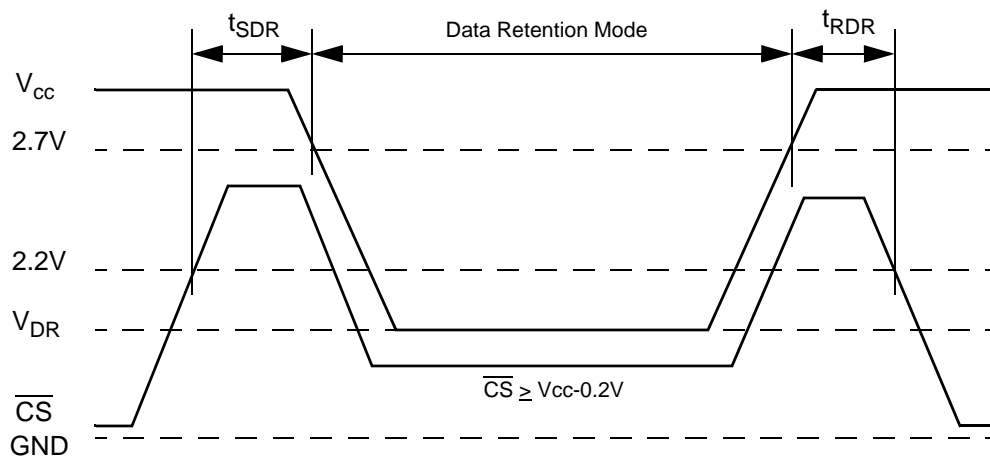 tSDR
Data Retention Mode
tRDR
Vcc
2.7V
2.2V
VDR
CS ≥ Vcc-0.2V
CS
GND